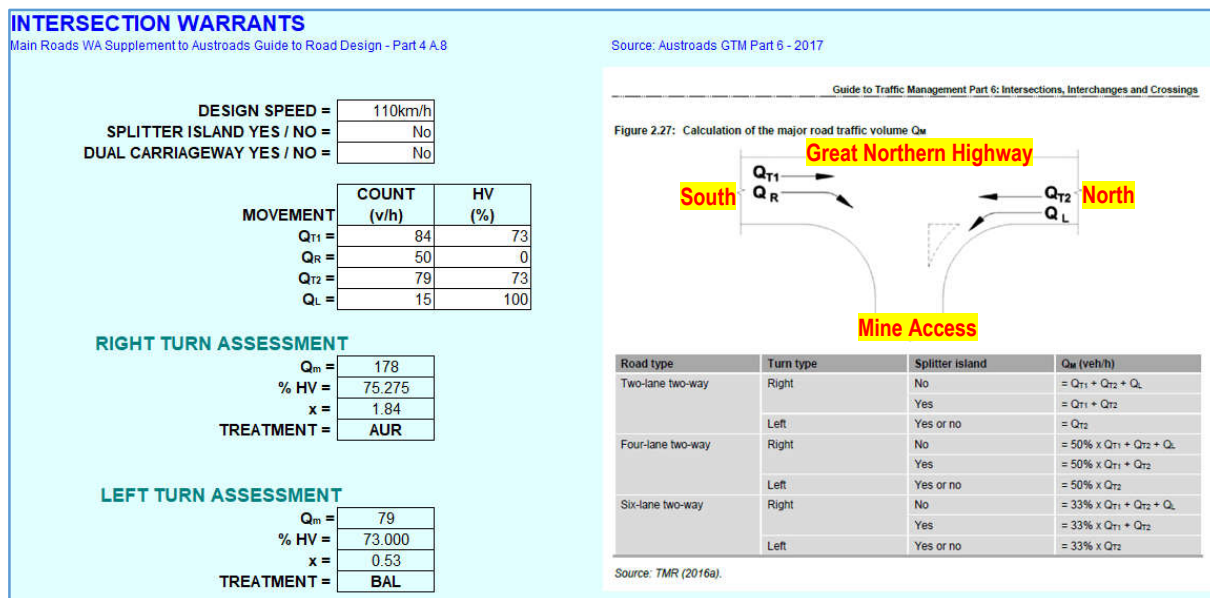 INTERSECTION WARRANTS
Main Roads WA Supplement to Austroads Guide to Road Design - Part 4 A.8
Source: Austroads GTM Part 6 - 2017
DESIGN SPEED = 110km/h
SPLITTER ISLAND YES / NO = No
DUAL CARRIAGEWAY YES / NO = No
COUNT HV
MOVEMENT (v/h) (%)
QT1 = 84 73
QR = 50 0
QT2 = 79 73
QL = 15 100
RIGHT TURN ASSESSMENT
Qm = 178
% HV = 75.275
x = 1.84
TREATMENT = AUR
LEFT TURN ASSESSMENT
Qm = 79
% HV = 73.000
x = 0.53
TREATMENT = BAL
Guide to Traffic Management Part 6: Intersections, Interchanges and Crossings
Figure 2.27: Calculation of the major road traffic volume QM
Great Northern Highway
QT1
South QR
QT2 North
QL
Mine Access
Road type Turn type Splitter island QM (veh/h)
Two-lane two-way Right No = QT1 + QT2 + QL
Yes = QT1 + QT2
Left Yes or no = QT2
Four-lane two-way Right No = 50% x QT1 + QT2 + QL
Yes = 50% x QT1 + QT2
Left Yes or no = 50% x QT2
Six-lane two-way Right No = 33% x QT1 + QT2 + QL
Yes = 33% x QT1 + QT2
Left Yes or no = 33% x QT2
Source: TMR (2016a).